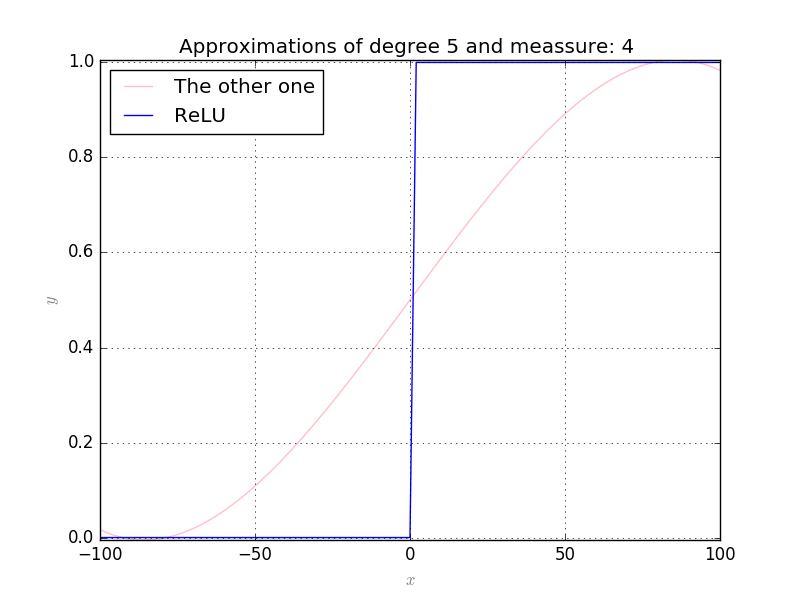 Approximations of degree 5 and meassure: 4
The other one
ReLU
1.0
0.8
0.6
0.4
0.2
0.0
y
−100
−50
0
50
100
x